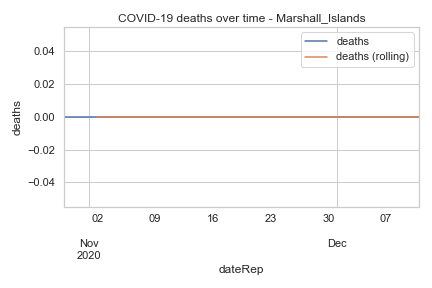 COVID-19 deaths over time - Marshall_Islands
deaths
deaths (rolling)
0.04
0.02
0.00
−0.02
−0.04
deaths
02 09 16 23 30 07
Nov Dec
2020
dateRep